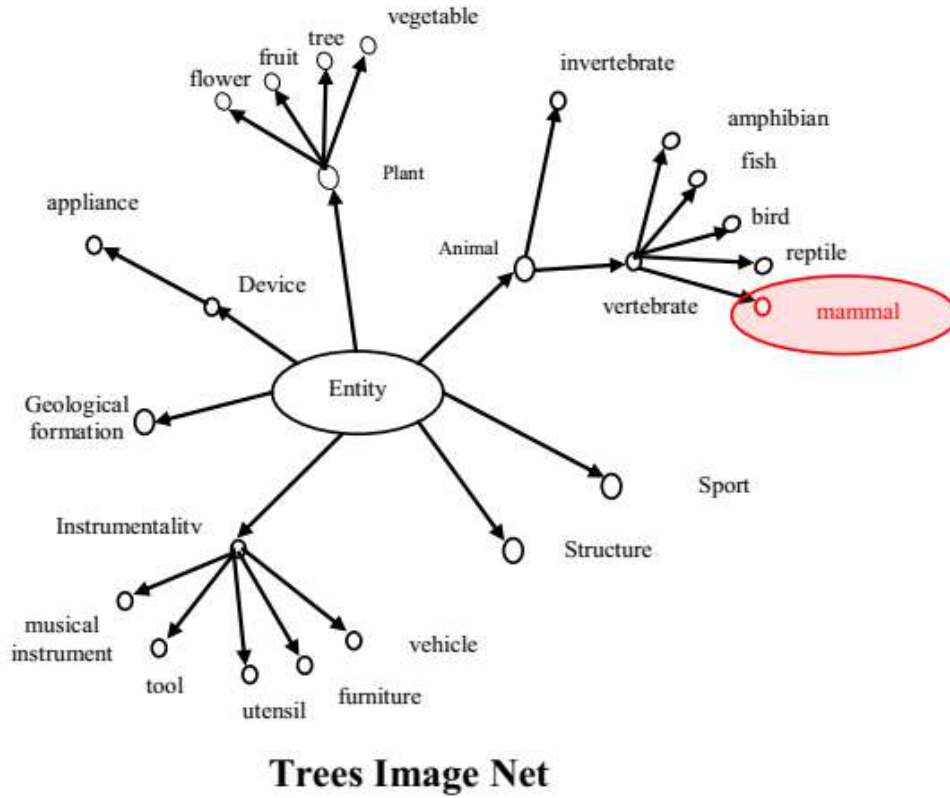 vegetable
tree
fruit
flower
invertebrate
amphibian
fish
bird
reptile
mammal
vertebrate
Animal
Plant
appliance
Device
Entity
Geological
formation
Sport
Structure
Instrumentality
musical
instrument
tool
utensil
furniture
vehicle
Trees Image Net